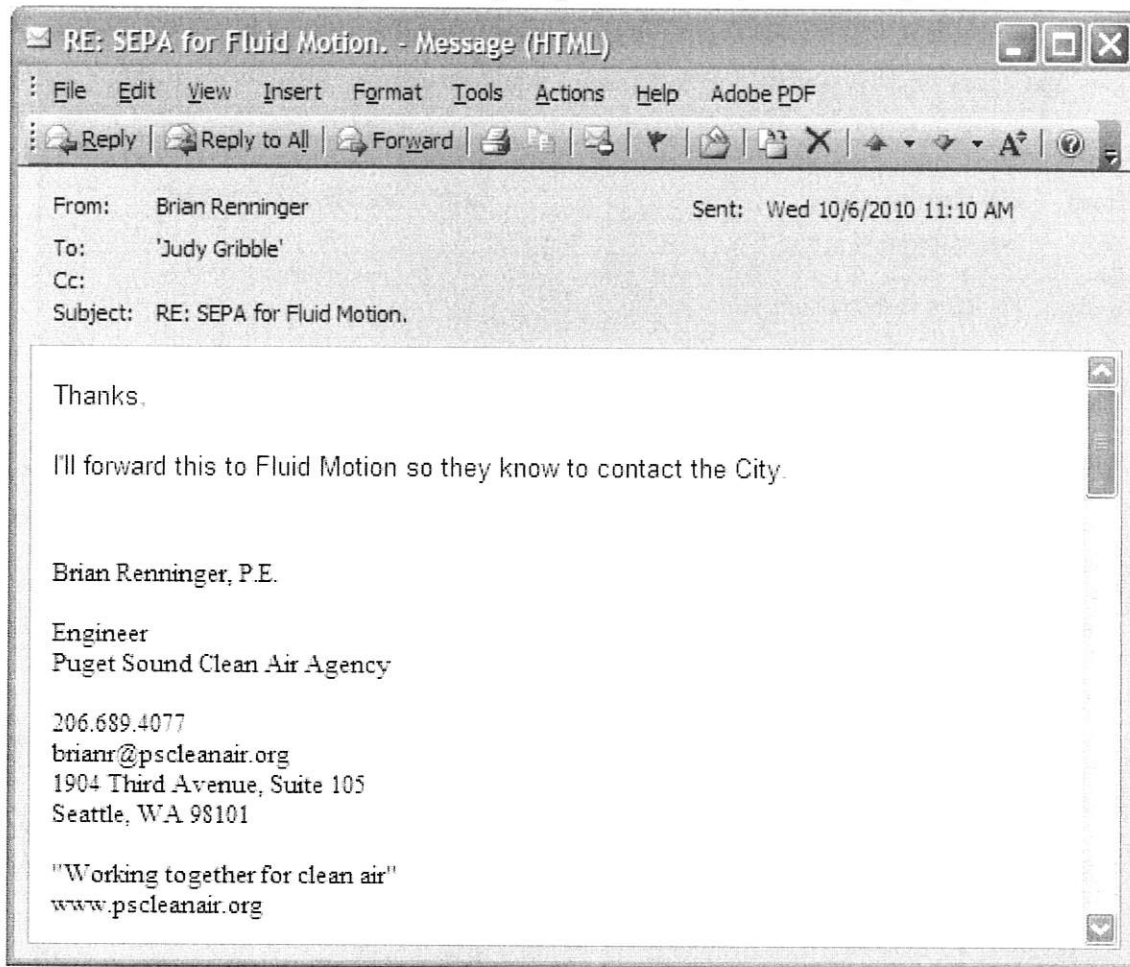 RE: SEPA for Fluid Motion. - Message (HTML)
File Edit View Insert Format Tools Actions Help Adobe PDF
Reply Reply to All Forward
From: Brian Renninger Sent: Wed 10/6/2010 11:10 AM
To: 'Judy Gribble'
Cc:
Subject: RE: SEPA for Fluid Motion.
Thanks,
I'll forward this to Fluid Motion so they know to contact the City.
Brian Renninger, P.E.
Engineer
Puget Sound Clean Air Agency
206.689.4077
brianr@pscleanair.org
1904 Third Avenue, Suite 105
Seattle, WA 98101
"Working together for clean air"
www.pscleanair.org